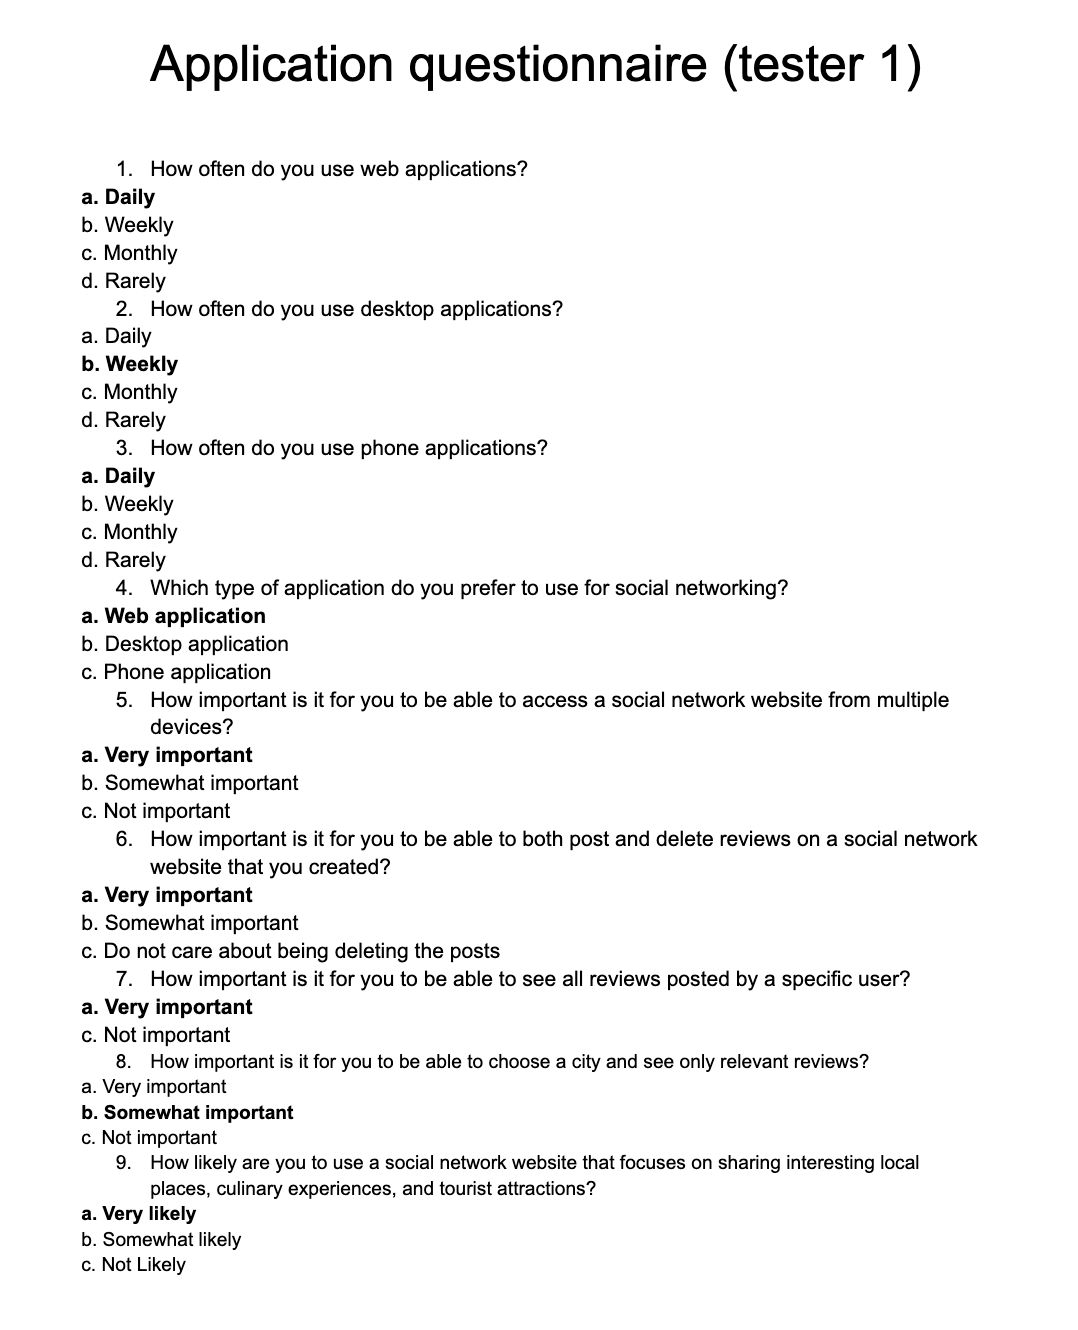 Application questionnaire (tester 1)
1. How often do you use web applications?
a. Daily
b. Weekly
c. Monthly
d. Rarely
2. How often do you use desktop applications?
a. Daily
b. Weekly
c. Monthly
d. Rarely
3. How often do you use phone applications?
a. Daily
b. Weekly
c. Monthly
d. Rarely
4. Which type of application do you prefer to use for social networking?
a. Web application
b. Desktop application
c. Phone application
5. How important is it for you to be able to access a social network website from multiple
devices?
a. Very important
b. Somewhat important
c. Not important
6. How important is it for you to be able to both post and delete reviews on a social network
website that you created?
a. Very important
b. Somewhat important
c. Do not care about being deleting the posts
7. How important is it for you to be able to see all reviews posted by a specific user?
a. Very important
c. Not important
8. How important is it for you to be able to choose a city and see only relevant reviews?
a. Very important
b. Somewhat important
c. Not important
9. How likely are you to use a social network website that focuses on sharing interesting local
places, culinary experiences, and tourist attractions?
a. Very likely
b. Somewhat likely
c. Not Likely